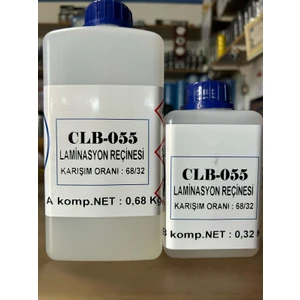 CLB-055
LAMİNASYON REÇİNESİ
KARIŞIM ORANI : 68/32
A komp.NET : 0,68 Kg
CLB-055
LAMİNASYON REÇİNESİ
KARIŞIM ORANI : 68/32
B komp.NET : 0,32